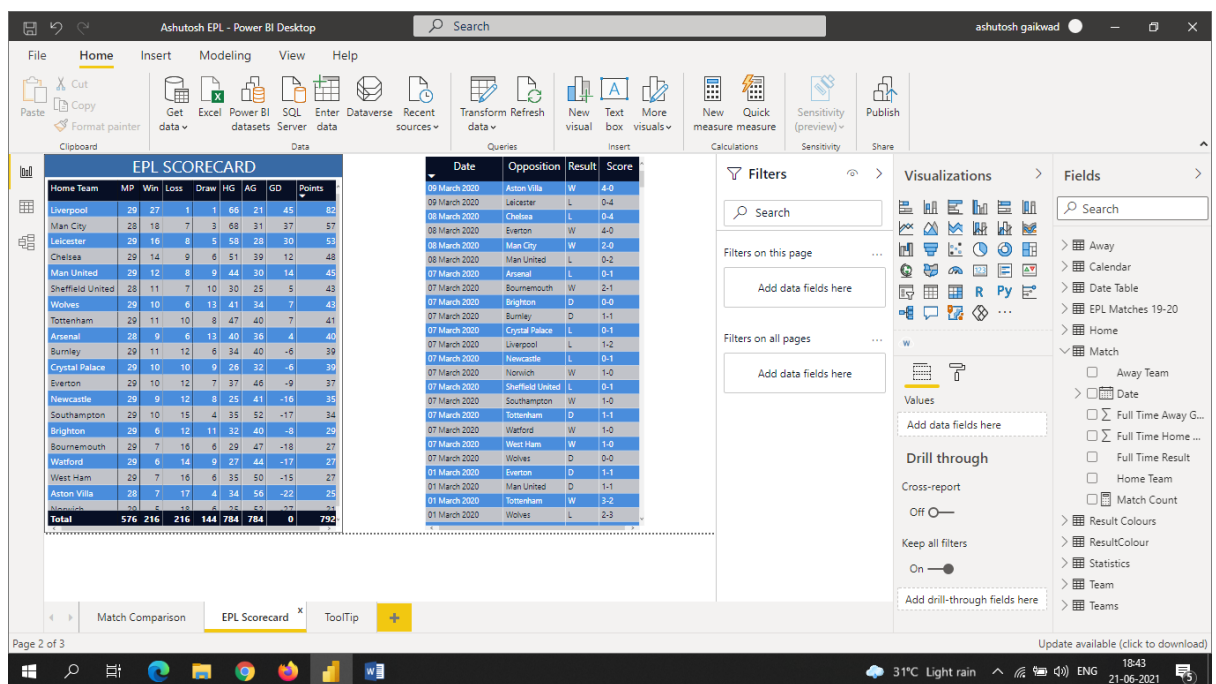 Ashutosh EPL - Power BI Desktop
Search
ashutosh gaikwad
File Home Insert Modeling View Help
Paste
Cut
Copy
Format painter
Clipboard
Get data
Excel
Power BI datasets
SQL Server
Enter data
Dataverse
Recent sources
Data
Transform data
Refresh
Queries
New visual
Text box
More visuals
Insert
New measure
Quick measure
Calculations
Sensitivity (preview)
Sensitivity
Publish
Share
EPL SCORECARD
Home Team MP Win Loss Draw HG AG GD Points
Liverpool 29 27 1 1 66 21 45 82
Man City 28 18 7 3 68 31 37 57
Leicester 29 16 8 5 58 28 30 53
Chelsea 29 14 9 6 51 39 12 48
Man United 29 12 8 9 44 30 14 45
Sheffield United 28 11 7 10 30 25 5 43
Wolves 29 10 6 13 41 34 7 43
Tottenham 29 11 10 8 47 40 7 41
Arsenal 28 9 6 13 40 36 4 40
Burnley 29 11 12 6 34 40 -6 39
Crystal Palace 29 10 10 9 26 32 -6 39
Everton 29 10 12 7 37 46 -9 37
Newcastle 29 9 12 8 25 41 -16 35
Southampton 29 10 15 4 35 52 -17 34
Brighton 29 6 12 11 32 40 -8 29
Bournemouth 29 7 16 6 29 47 -18 27
Watford 29 6 14 9 27 44 -17 27
West Ham 29 7 16 6 35 50 -15 27
Aston Villa 28 7 17 4 34 56 -22 25
Norwich 29 5 18 6 25 52 -27 21
Total 576 216 216 144 784 784 0 792
Date Opposition Result Score
09 March 2020 Aston Villa W 4-0
09 March 2020 Leicester L 0-4
08 March 2020 Chelsea L 0-4
08 March 2020 Everton W 4-0
08 March 2020 Man City W 2-0
08 March 2020 Man United L 0-2
07 March 2020 Arsenal L 0-1
07 March 2020 Bournemouth W 2-1
07 March 2020 Brighton D 0-0
07 March 2020 Burnley D 1-1
07 March 2020 Crystal Palace L 0-1
07 March 2020 Liverpool L 1-2
07 March 2020 Newcastle L 0-1
07 March 2020 Norwich W 1-0
07 March 2020 Sheffield United L 0-1
07 March 2020 Southampton W 1-0
07 March 2020 Tottenham D 1-1
07 March 2020 Watford W 1-0
07 March 2020 West Ham W 1-0
07 March 2020 Wolves D 0-0
01 March 2020 Everton D 1-1
01 March 2020 Man United D 1-1
01 March 2020 Tottenham W 3-2
01 March 2020 Wolves L 2-3
Filters
Search
Filters on this page
Add data fields here
Filters on all pages
Add data fields here
Visualizations
R Py
W
Values
Add data fields here
Drill through
Cross-report
Off
Keep all filters
On
Add drill-through fields here
Fields
Search
Away
Calendar
Date Table
EPL Matches 19-20
Home
Match
Away Team
Date
Full Time Away G...
Full Time Home ...
Full Time Result
Home Team
Match Count
Result Colours
ResultColour
Statistics
Team
Teams
Match Comparison EPL Scorecard x ToolTip +
Page 2 of 3
Update available (click to download)
31°C Light rain ENG 18:43
21-06-2021
5